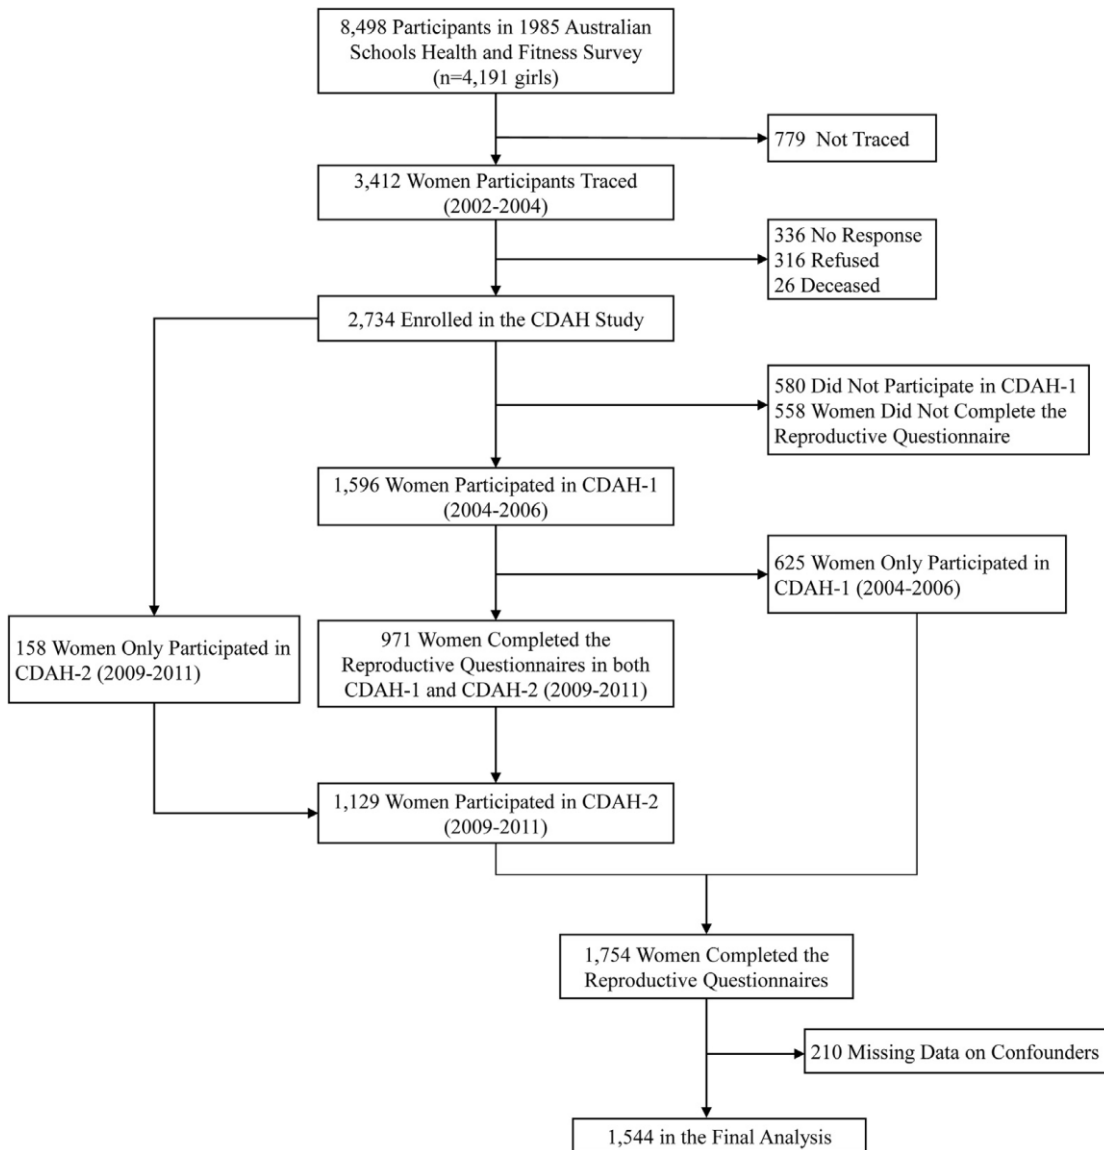 8,498 Participants in 1985 Australian
Schools Health and Fitness Survey
(n=4,191 girls)
779 Not Traced
3,412 Women Participants Traced
(2002-2004)
336 No Response
316 Refused
26 Deceased
2,734 Enrolled in the CDAH Study
580 Did Not Participate in CDAH-1
558 Women Did Not Complete the
Reproductive Questionnaire
1,596 Women Participated in CDAH-1
(2004-2006)
625 Women Only Participated in
CDAH-1 (2004-2006)
158 Women Only Participated in
CDAH-2 (2009-2011)
971 Women Completed the
Reproductive Questionnaires in both
CDAH-1 and CDAH-2 (2009-2011)
1,129 Women Participated in CDAH-2
(2009-2011)
1,754 Women Completed the
Reproductive Questionnaires
210 Missing Data on Confounders
1,544 in the Final Analysis